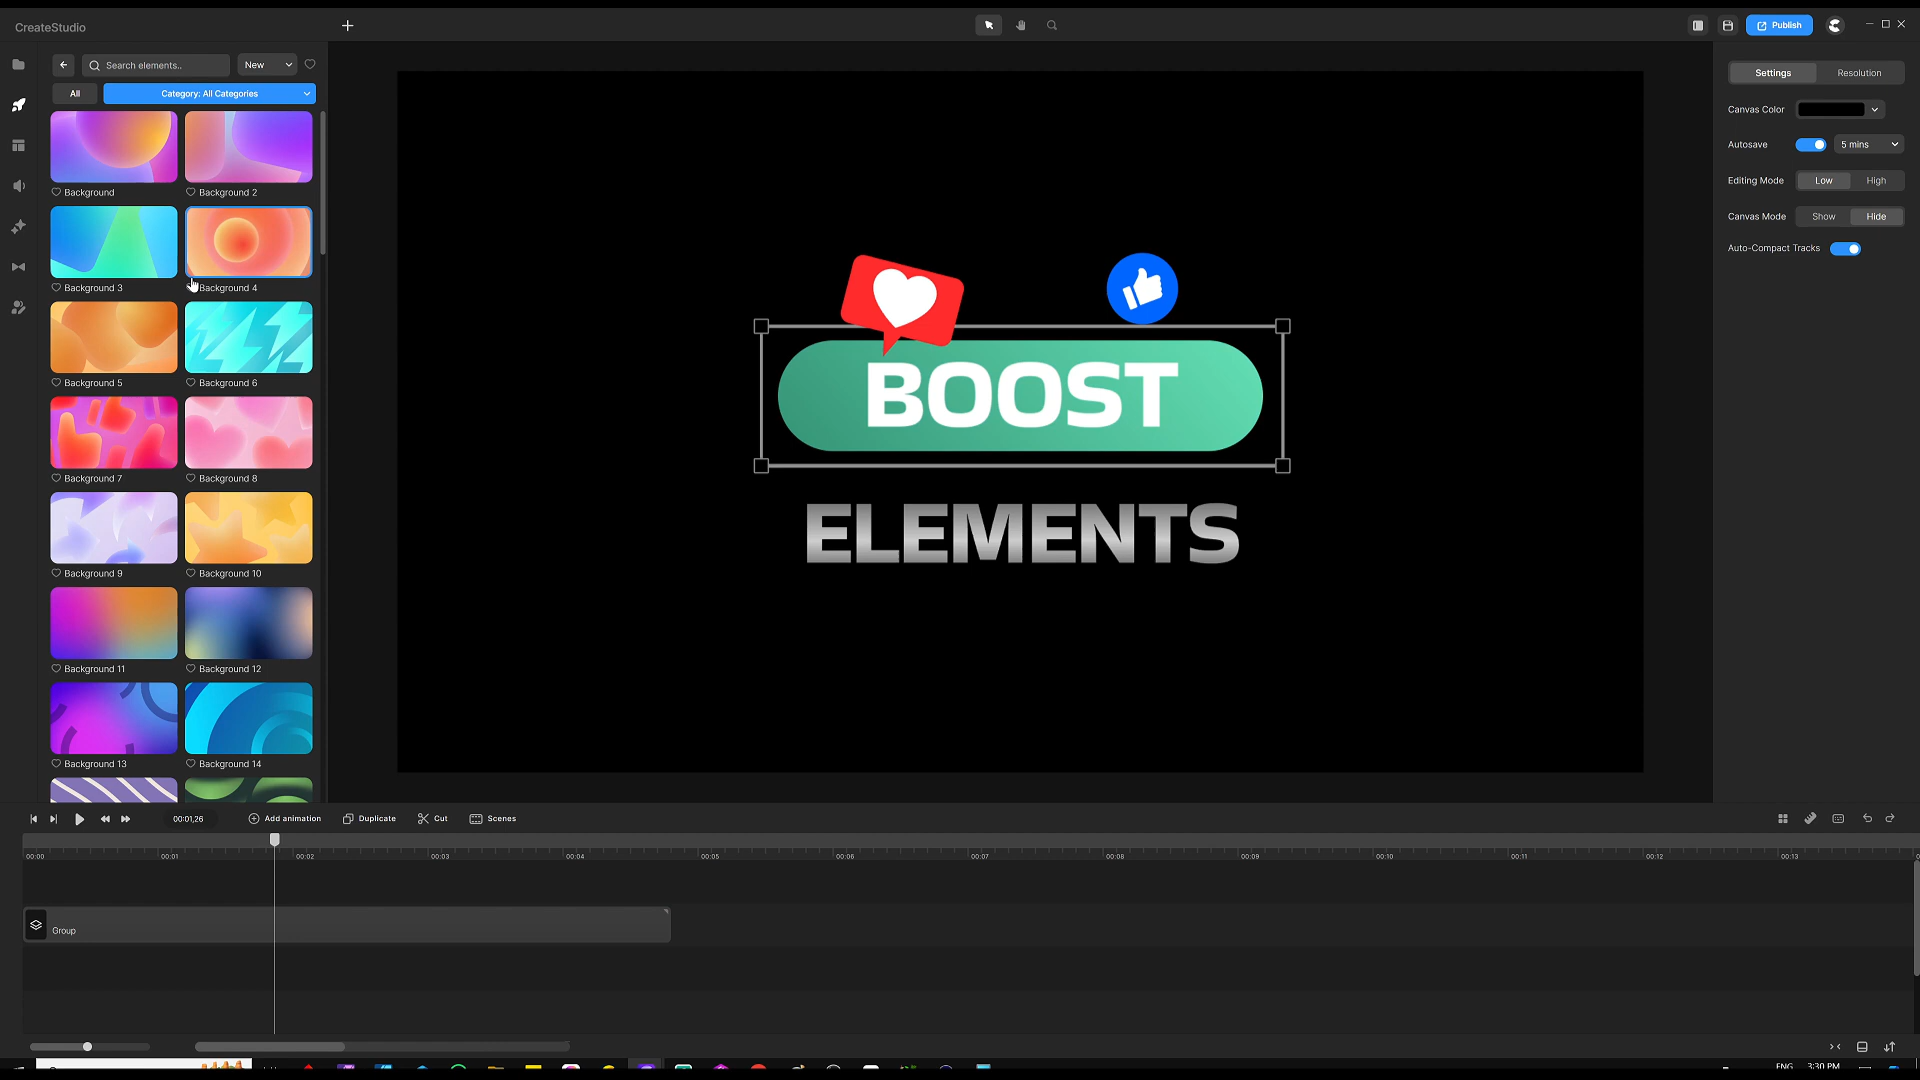 CreateStudio
Publish
Search elements..
New
All
Category: All Categories
Background
Background 2
Background 3
Background 4
Background 5
Background 6
Background 7
Background 8
Background 9
Background 10
Background 11
Background 12
Background 13
Background 14
BOOST
ELEMENTS
Settings
Resolution
Canvas Color
Autosave
5 mins
Editing Mode
Low
High
Canvas Mode
Show
Hide
Auto-Compact Tracks
00:01,26
Add animation
Duplicate
Cut
Scenes
00:00
00:01
00:02
00:03
00:04
00:05
00:06
00:07
00:08
00:09
00:10
00:11
00:12
00:13
Group
ENG
3:30 PM